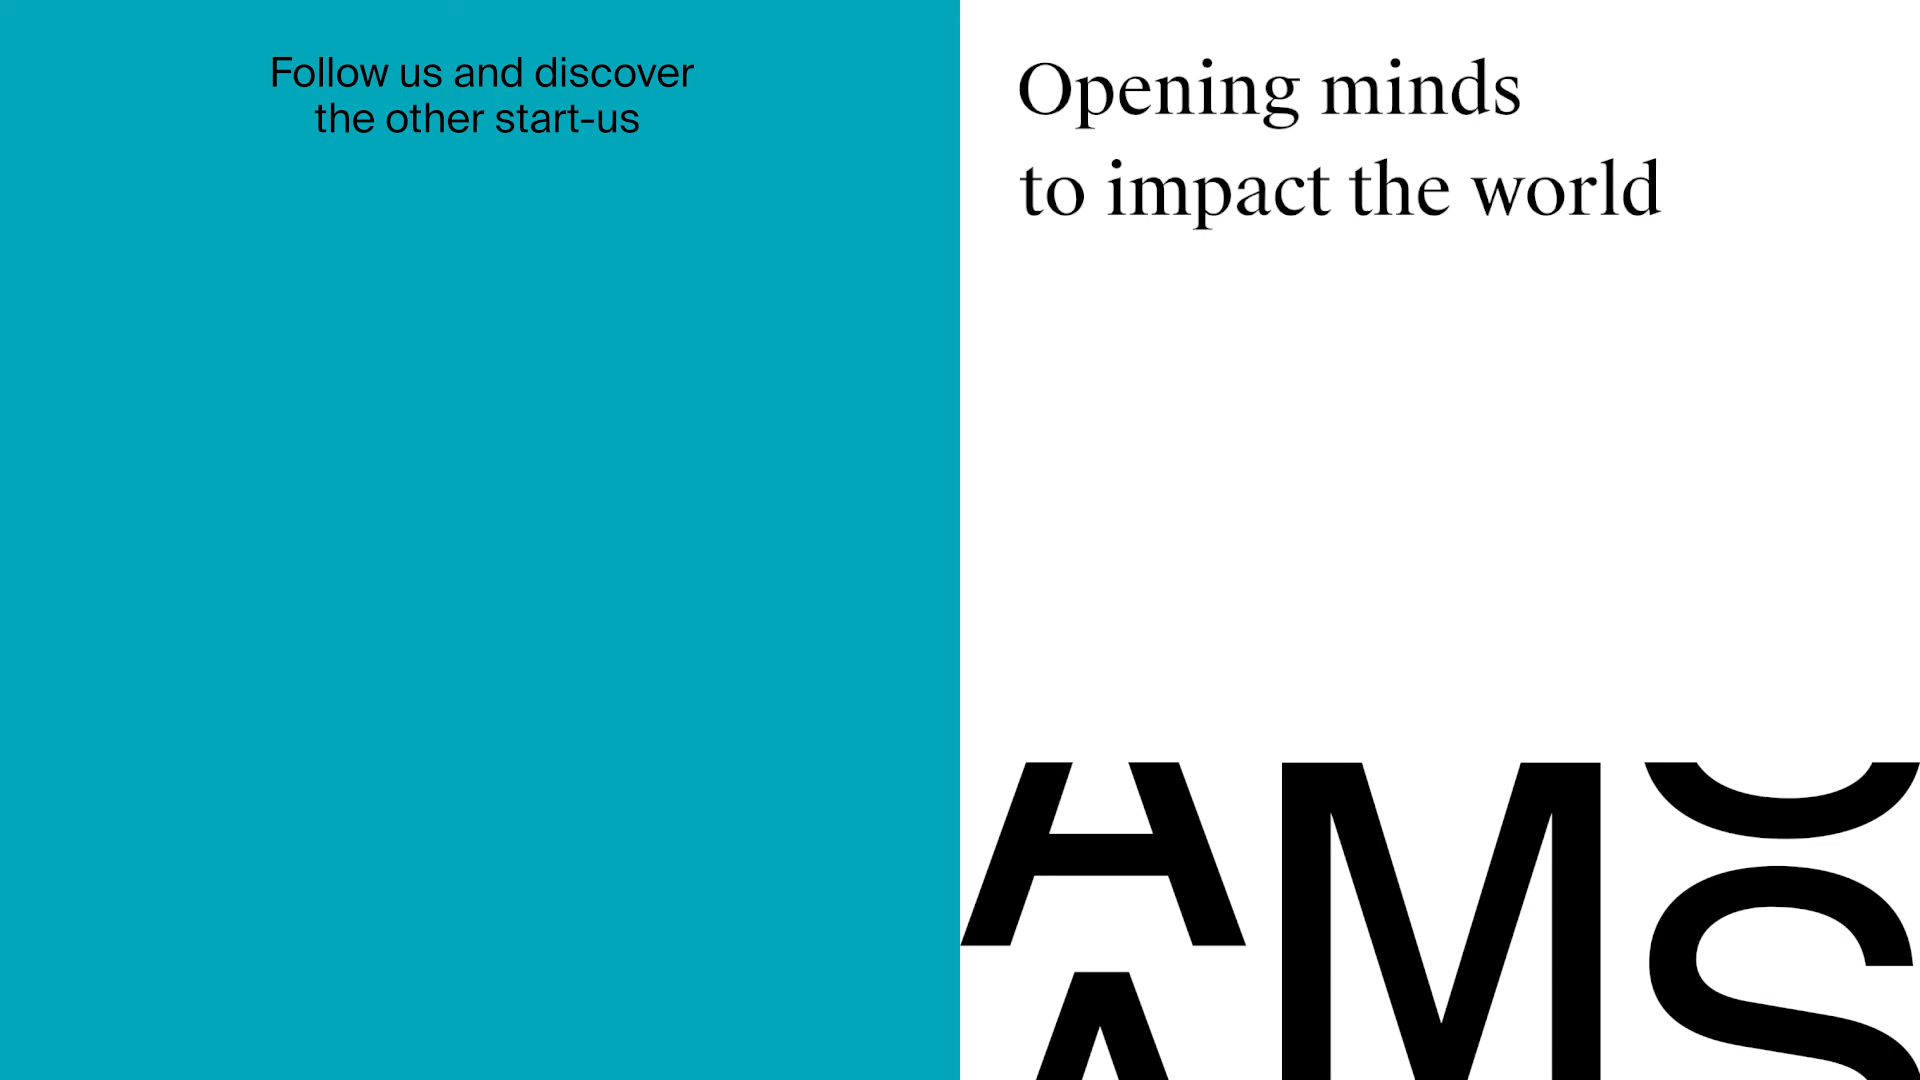 Follow us and discover
the other start-us
Opening minds
to impact the world
AMS